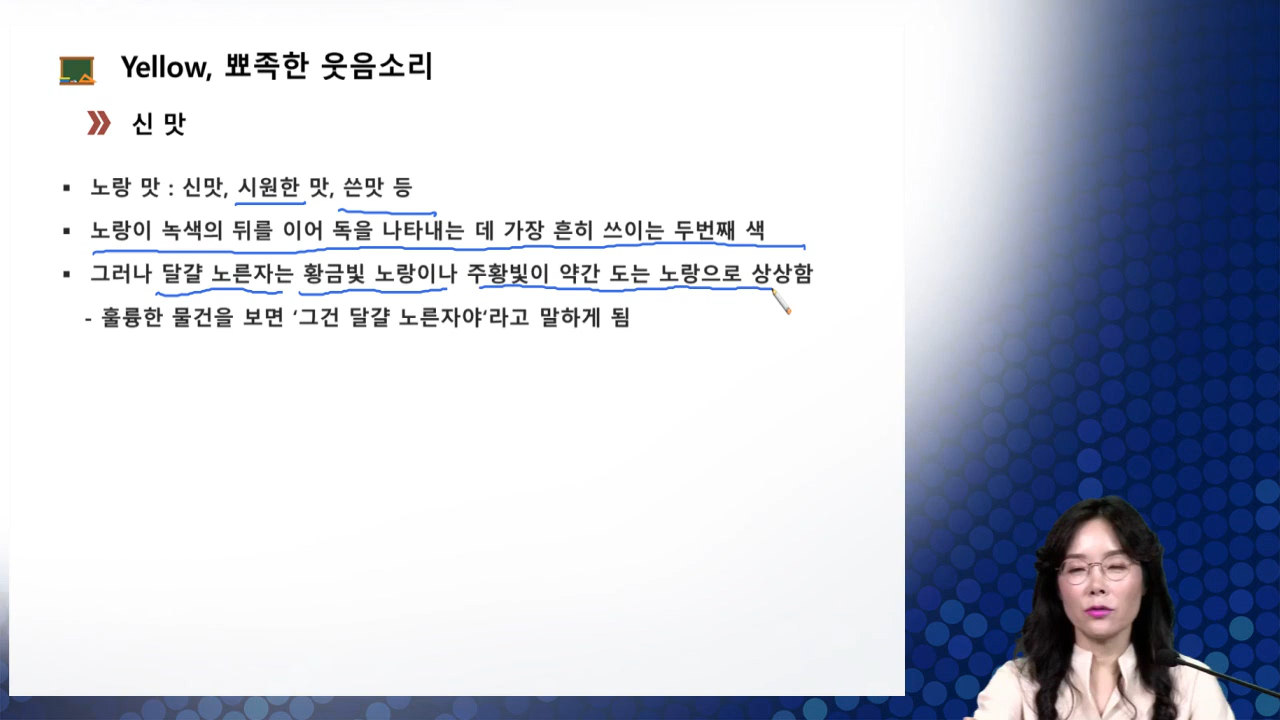 Yellow, 뾰족한 웃음소리
신 맛
▪ 노랑 맛 : 신맛, 시원한 맛, 쓴맛 등
▪ 노랑이 녹색의 뒤를 이어 독을 나타내는 데 가장 흔히 쓰이는 두번째 색
▪ 그러나 달걀 노른자는 황금빛 노랑이나 주황빛이 약간 도는 노랑으로 상상함
- 훌륭한 물건을 보면 ‘그건 달걀 노른자야‘라고 말하게 됨